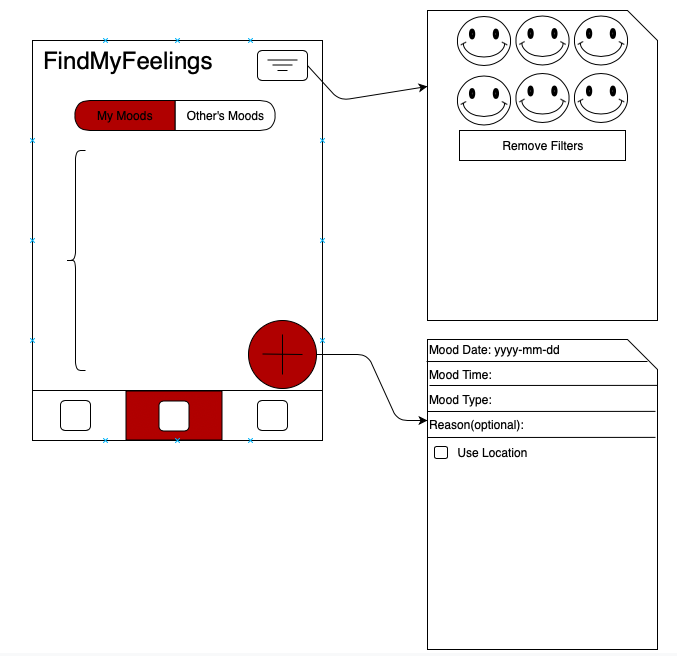 FindMyFeelings
My Moods
Other's Moods
Remove Filters
Mood Date: yyyy-mm-dd
Mood Time:
Mood Type:
Reason(optional):
Use Location